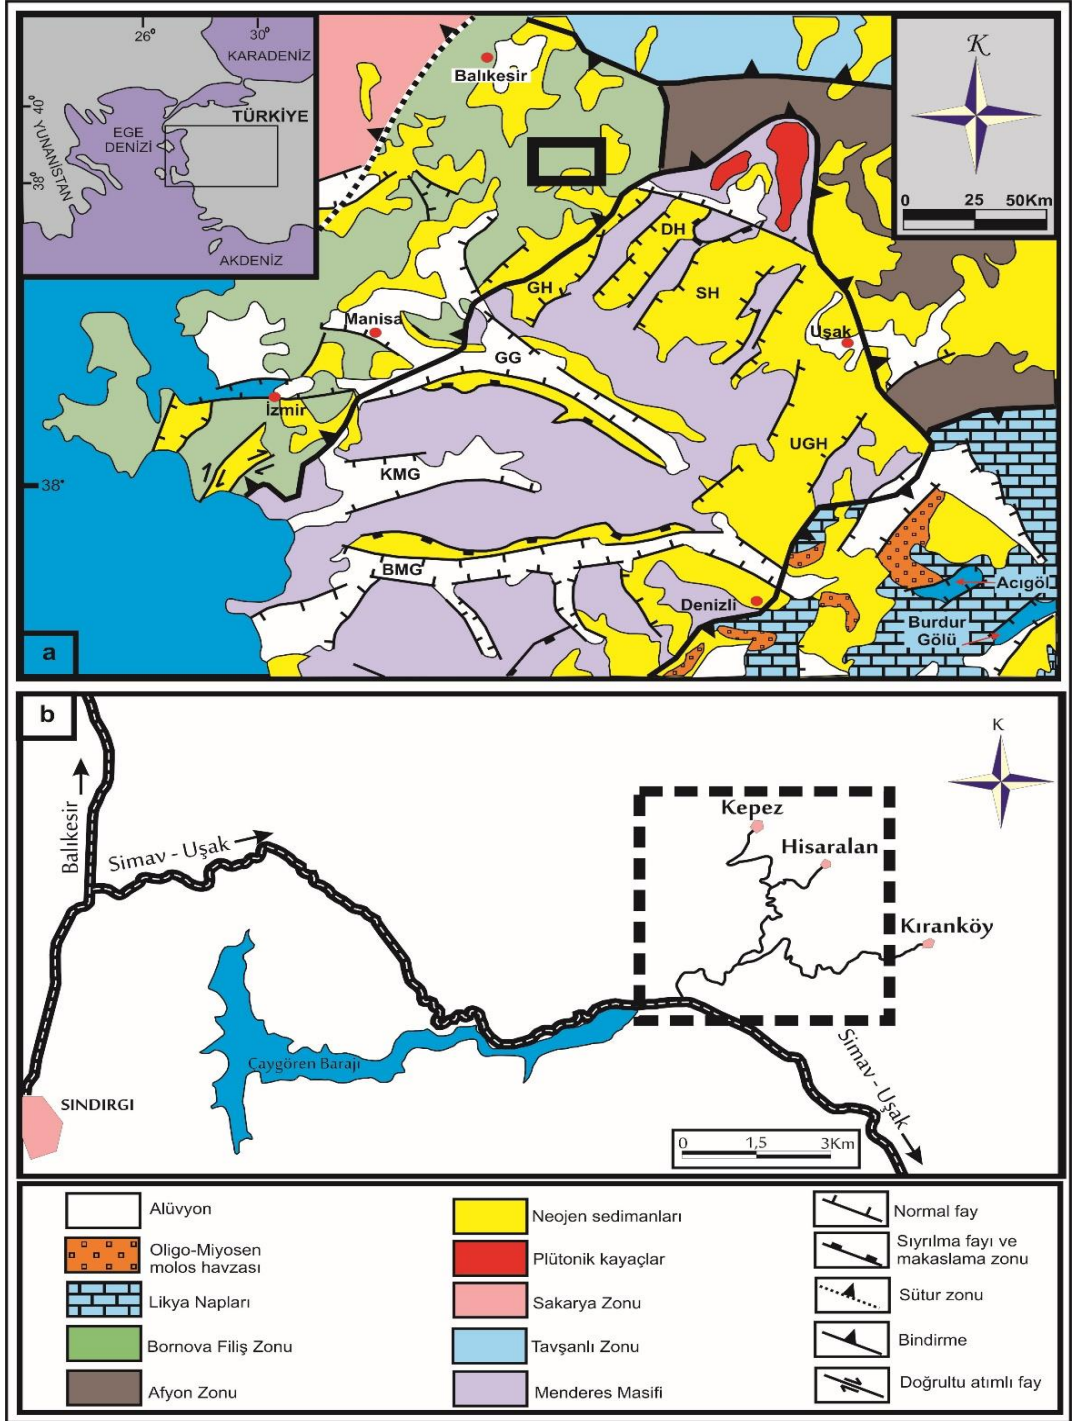 26°
30°
KARADENİZ
40°
TÜRKİYE
EGE
DENİZİ
YUNANİSTAN
38°
AKDENİZ
Balıkesir
K
0 25 50Km
DH
GH
SH
Manisa
Uşak
GG
İzmir
UGH
KMG
38°
BMG
Acıgöl
Denizli
Burdur
Gölü
a
b
K
Balıkesir
Simav - Uşak
Kepez
Hisaralan
Kıranköy
Çaygören Barajı
Simav - Uşak
SINDIRGI
0 1,5 3Km
Alüvyon
Oligo-Miyosen
molos havzası
Likya Napları
Bornova Filiş Zonu
Afyon Zonu
Neojen sedimanları
Plütonik kayaçlar
Sakarya Zonu
Tavşanlı Zonu
Menderes Masifi
Normal fay
Sıyrılma fayı ve
makaslama zonu
Sütur zonu
Bindirme
Doğrultu atımlı fay